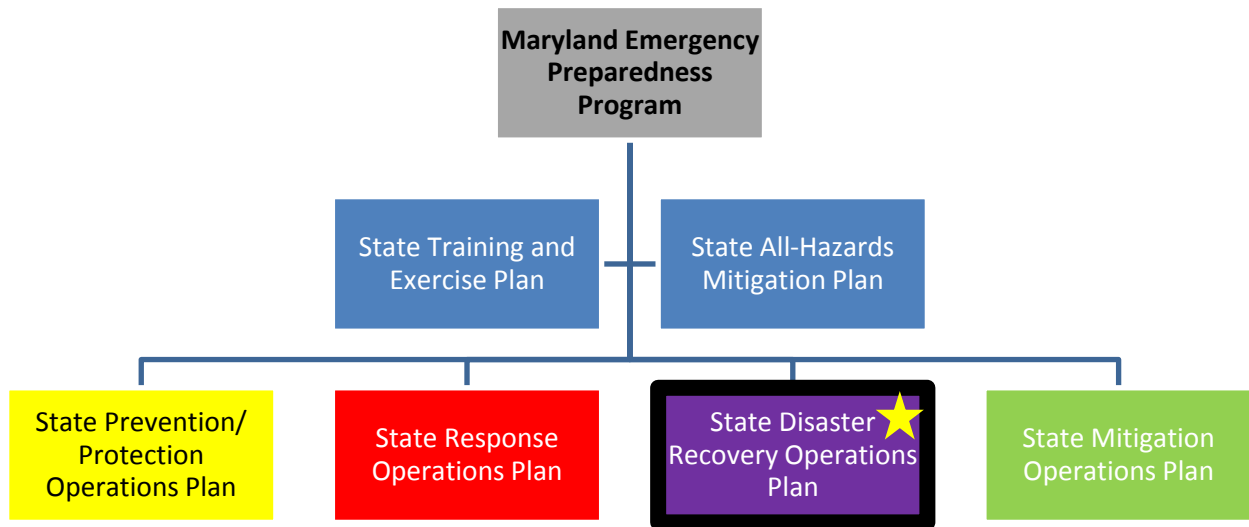 Maryland Emergency
Preparedness
Program
State Training and
Exercise Plan
State All-Hazards
Mitigation Plan
State Prevention/
Protection
Operations Plan
State Response
Operations Plan
State Disaster
Recovery Operations
Plan
State Mitigation
Operations Plan